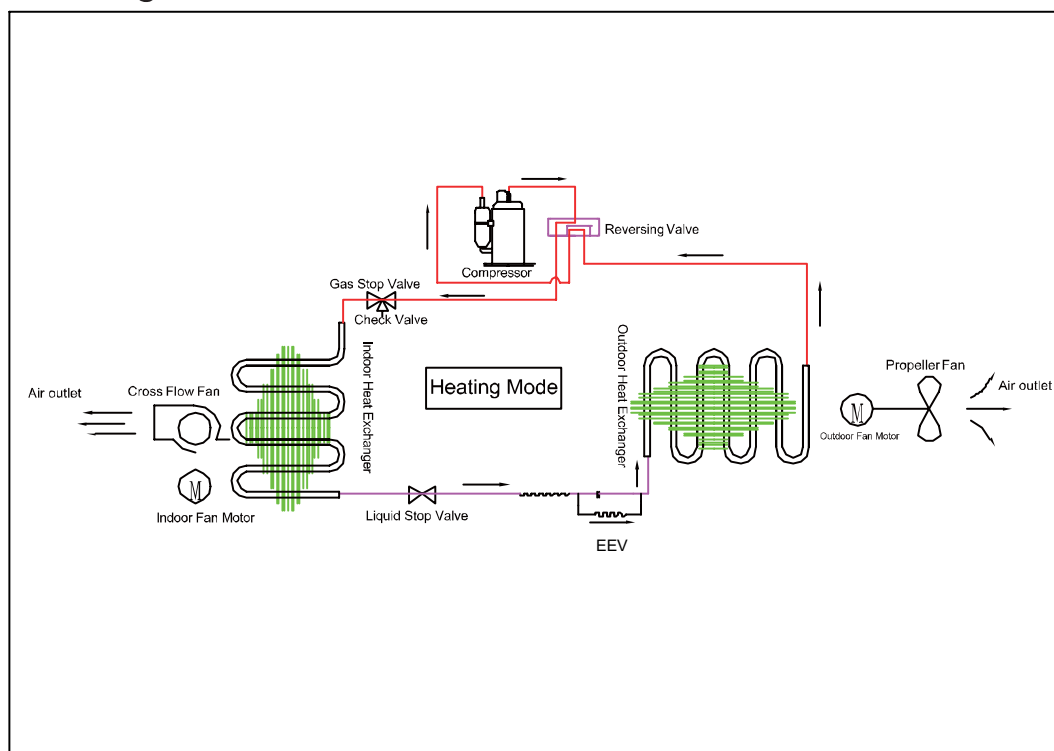 Reversing Valve
Compressor
Gas Stop Valve
Check Valve
Indoor Heat Exchanger
Outdoor Heat Exchanger
Heating Mode
Propeller Fan
Air outlet
Cross Flow Fan
Air outlet
M
Outdoor Fan Motor
M
Indoor Fan Motor
Liquid Stop Valve
EEV